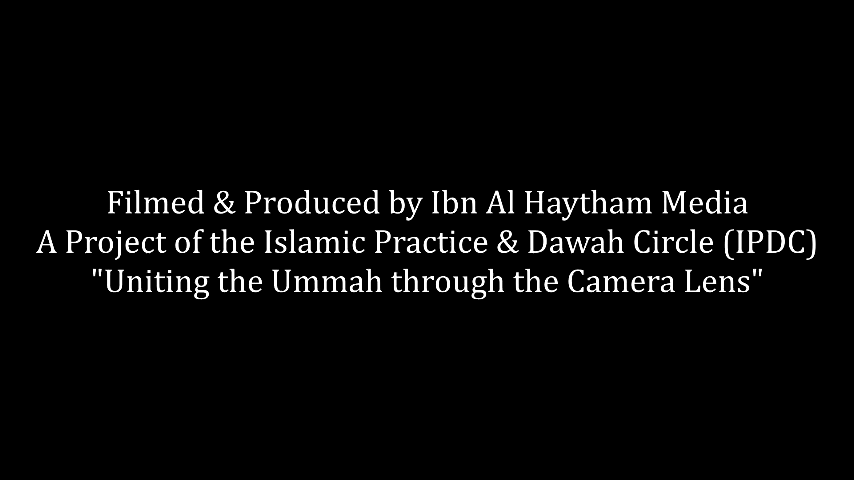 Filmed & Produced by Ibn Al Haytham Media
A Project of the Islamic Practice & Dawah Circle (IPDC)
"Uniting the Ummah through the Camera Lens"